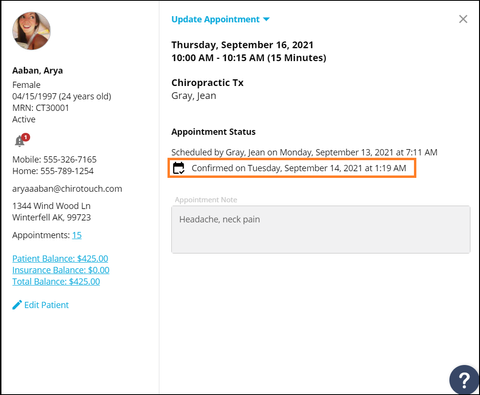 Aaban, Arya
Female
04/15/1997 (24 years old)
MRN: CT30001
Active
1
Mobile: 555-326-7165
Home: 555-789-1254
aryaaaban@chirotouch.com
1344 Wind Wood Ln
Winterfell AK, 99723
Appointments: 15
Patient Balance: $425.00
Insurance Balance: $0.00
Total Balance: $425.00
Edit Patient
Update Appointment
Thursday, September 16, 2021
10:00 AM - 10:15 AM (15 Minutes)
Chiropractic Tx
Gray, Jean
Appointment Status
Scheduled by Gray, Jean on Monday, September 13, 2021 at 7:11 AM
Confirmed on Tuesday, September 14, 2021 at 1:19 AM
Appointment Note
Headache, neck pain
?